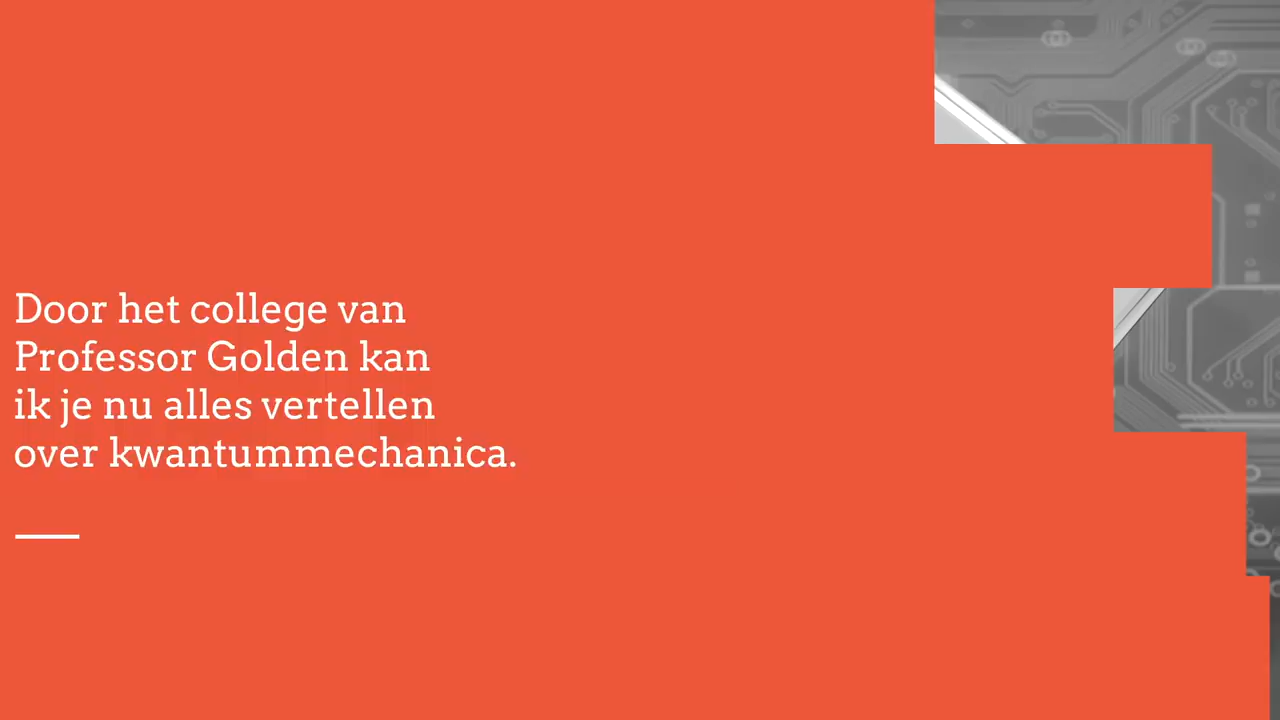 Door het college van
Professor Golden kan
ik je nu alles vertellen
over kwantummechanica.